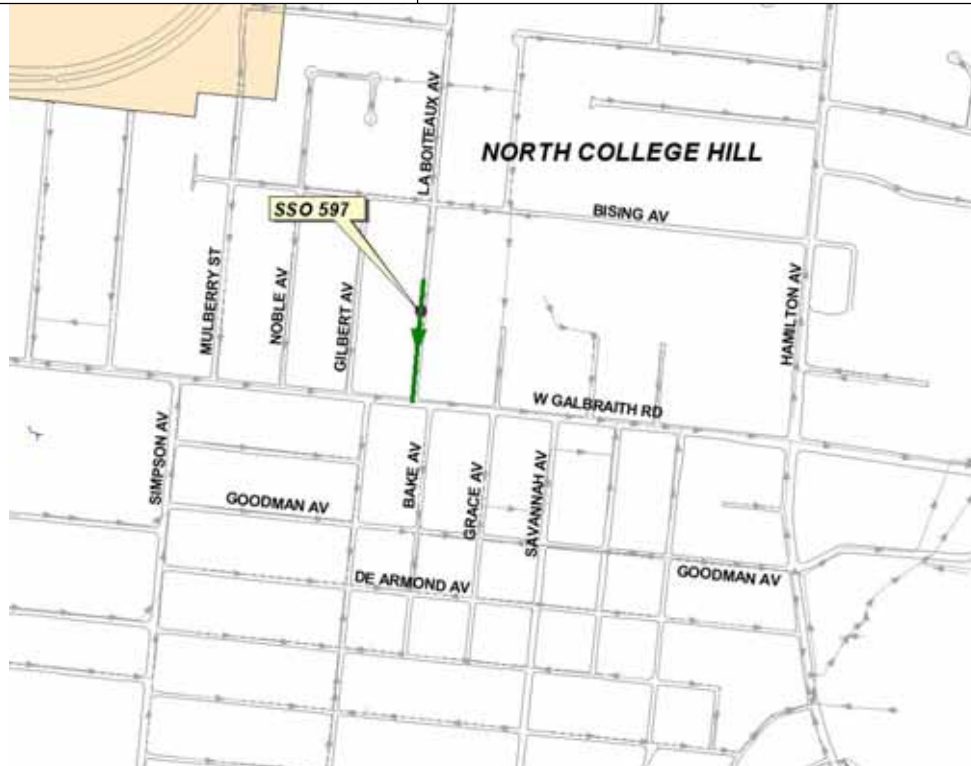 LA BOITEAUX AV
NORTH COLLEGE HILL
SSO 597
BISING AV
MULBERRY ST
NOBLE AV
GILBERT AV
HAMILTON AV
W GALBRAITH RD
SIMPSON AV
BAKE AV
GRACE AV
SAVANNAH AV
GOODMAN AV
DE ARMOND AV
GOODMAN AV